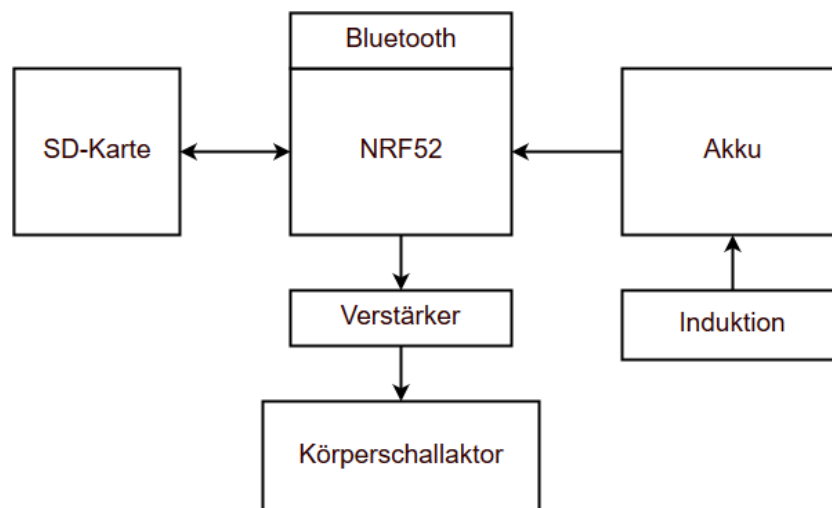 Bluetooth
SD-Karte
NRF52
Akku
Verstärker
Induktion
Körperschallaktor